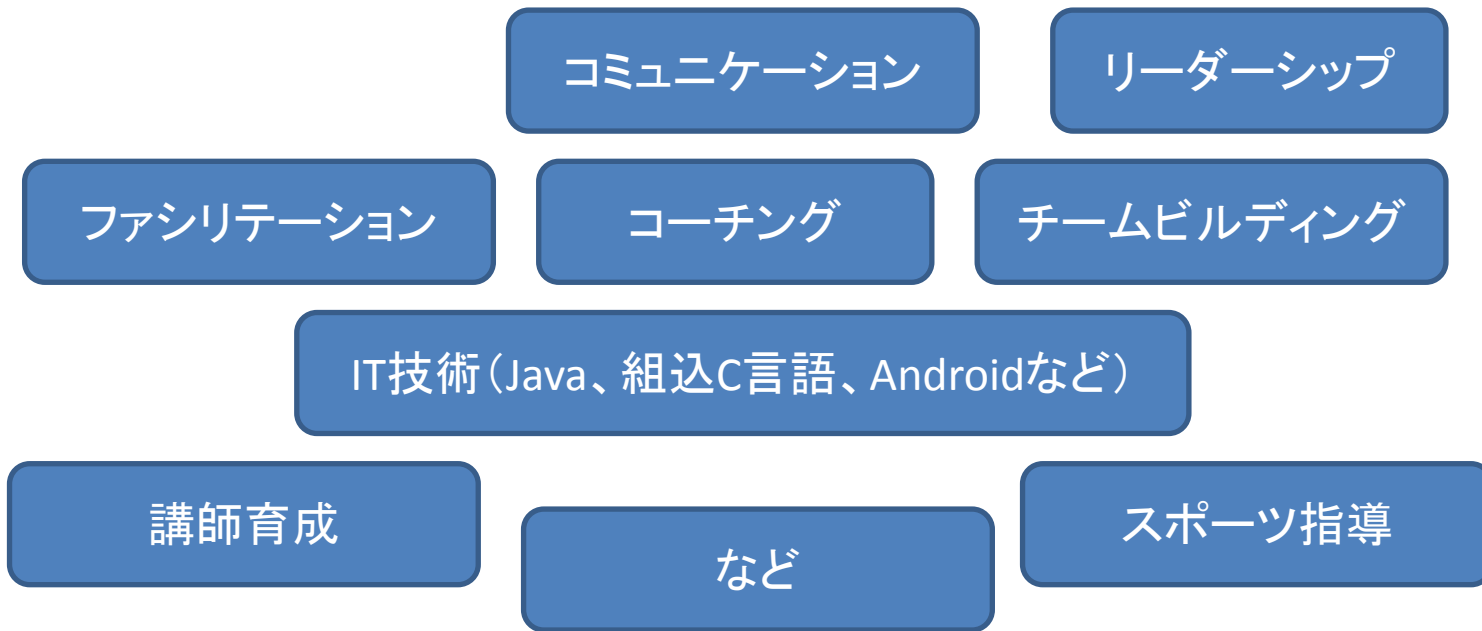 コミュニケーション
リーダーシップ
ファシリテーション
コーチング
チームビルディング
IT技術（Java、組込C言語、Androidなど）
講師育成
など
スポーツ指導